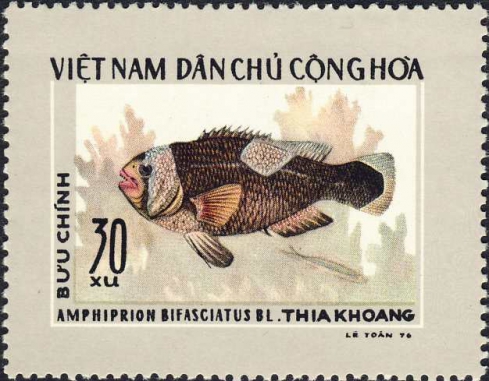 VIỆT NAM DÂN CHỦ CỘNG HÒA
BƯU CHÍNH
30
xu
AMPHIPRION BIFASCIATUS BL. THIA KHOANG
LÊ TOÀN 76